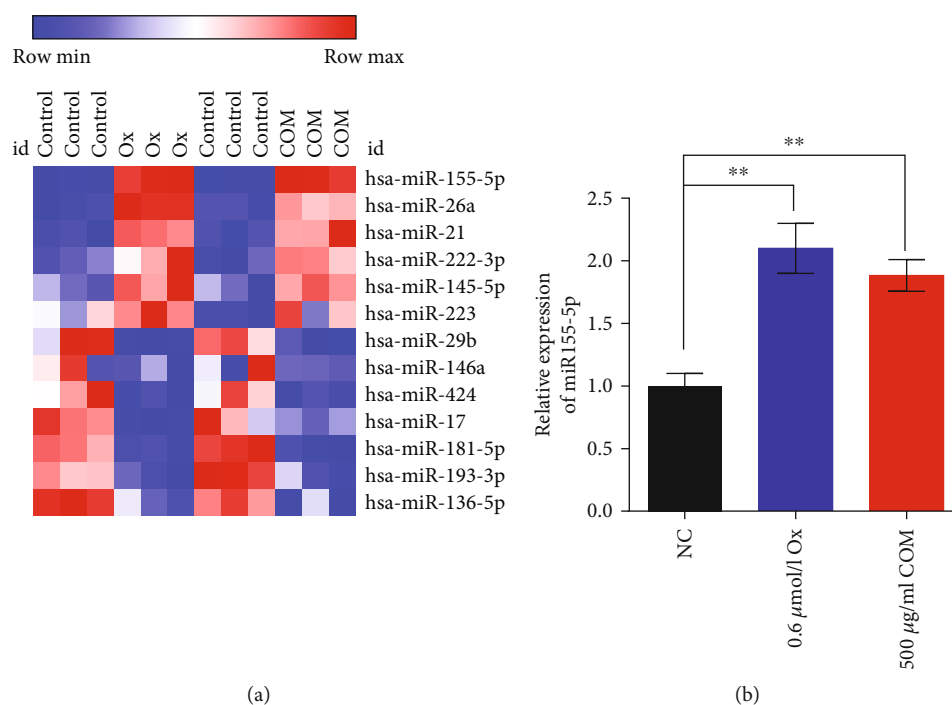 Row min Row max
id Control Control Control Ox Ox Ox Control Control Control COM COM COM id
hsa-miR-155-5p
hsa-miR-26a
hsa-miR-21
hsa-miR-222-3p
hsa-miR-145-5p
hsa-miR-223
hsa-miR-29b
hsa-miR-146a
hsa-miR-424
hsa-miR-17
hsa-miR-181-5p
hsa-miR-193-3p
hsa-miR-136-5p
(a)
Relative expression
of miR155-5p
2.5
2.0
1.5
1.0
0.5
0.0
**
**
NC
0.6 μmol/l Ox
500 μg/ml COM
(b)